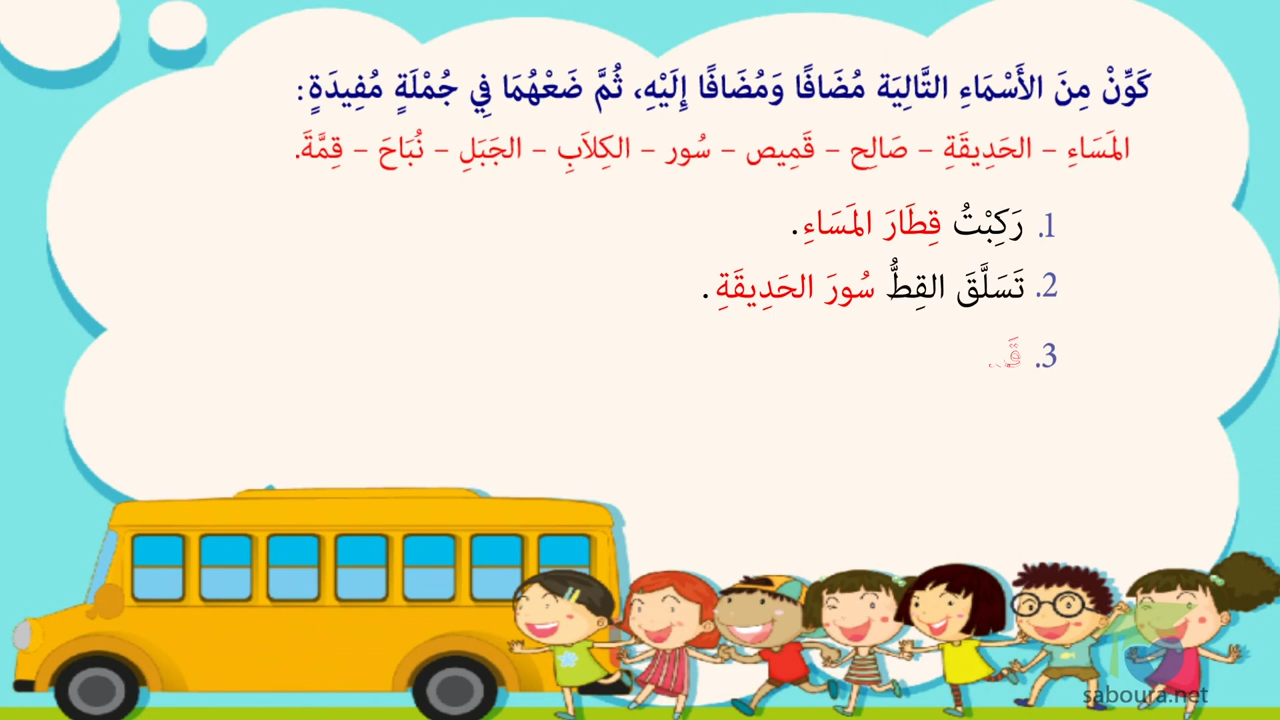 كَوِّنْ مِنَ الأَسْمَاءِ التَّالِيَة مُضَافًا وَمُضَافًا إِلَيْهِ، ثُمَّ ضَعْهُمَا فِي جُمْلَةٍ مُفِيدَةٍ:
المَسَاءِ – الحَدِيقَةِ – صَالِح – قَمِيص – سُور – الكِلاَبِ – الجَبَلِ – نُبَاحَ – قِمَّةَ.
1. رَكِبْتُ قِطَارَ المَسَاءِ.
2. تَسَلَّقَ القِطُّ سُورَ الحَدِيقَةِ.
3.
saboura.net